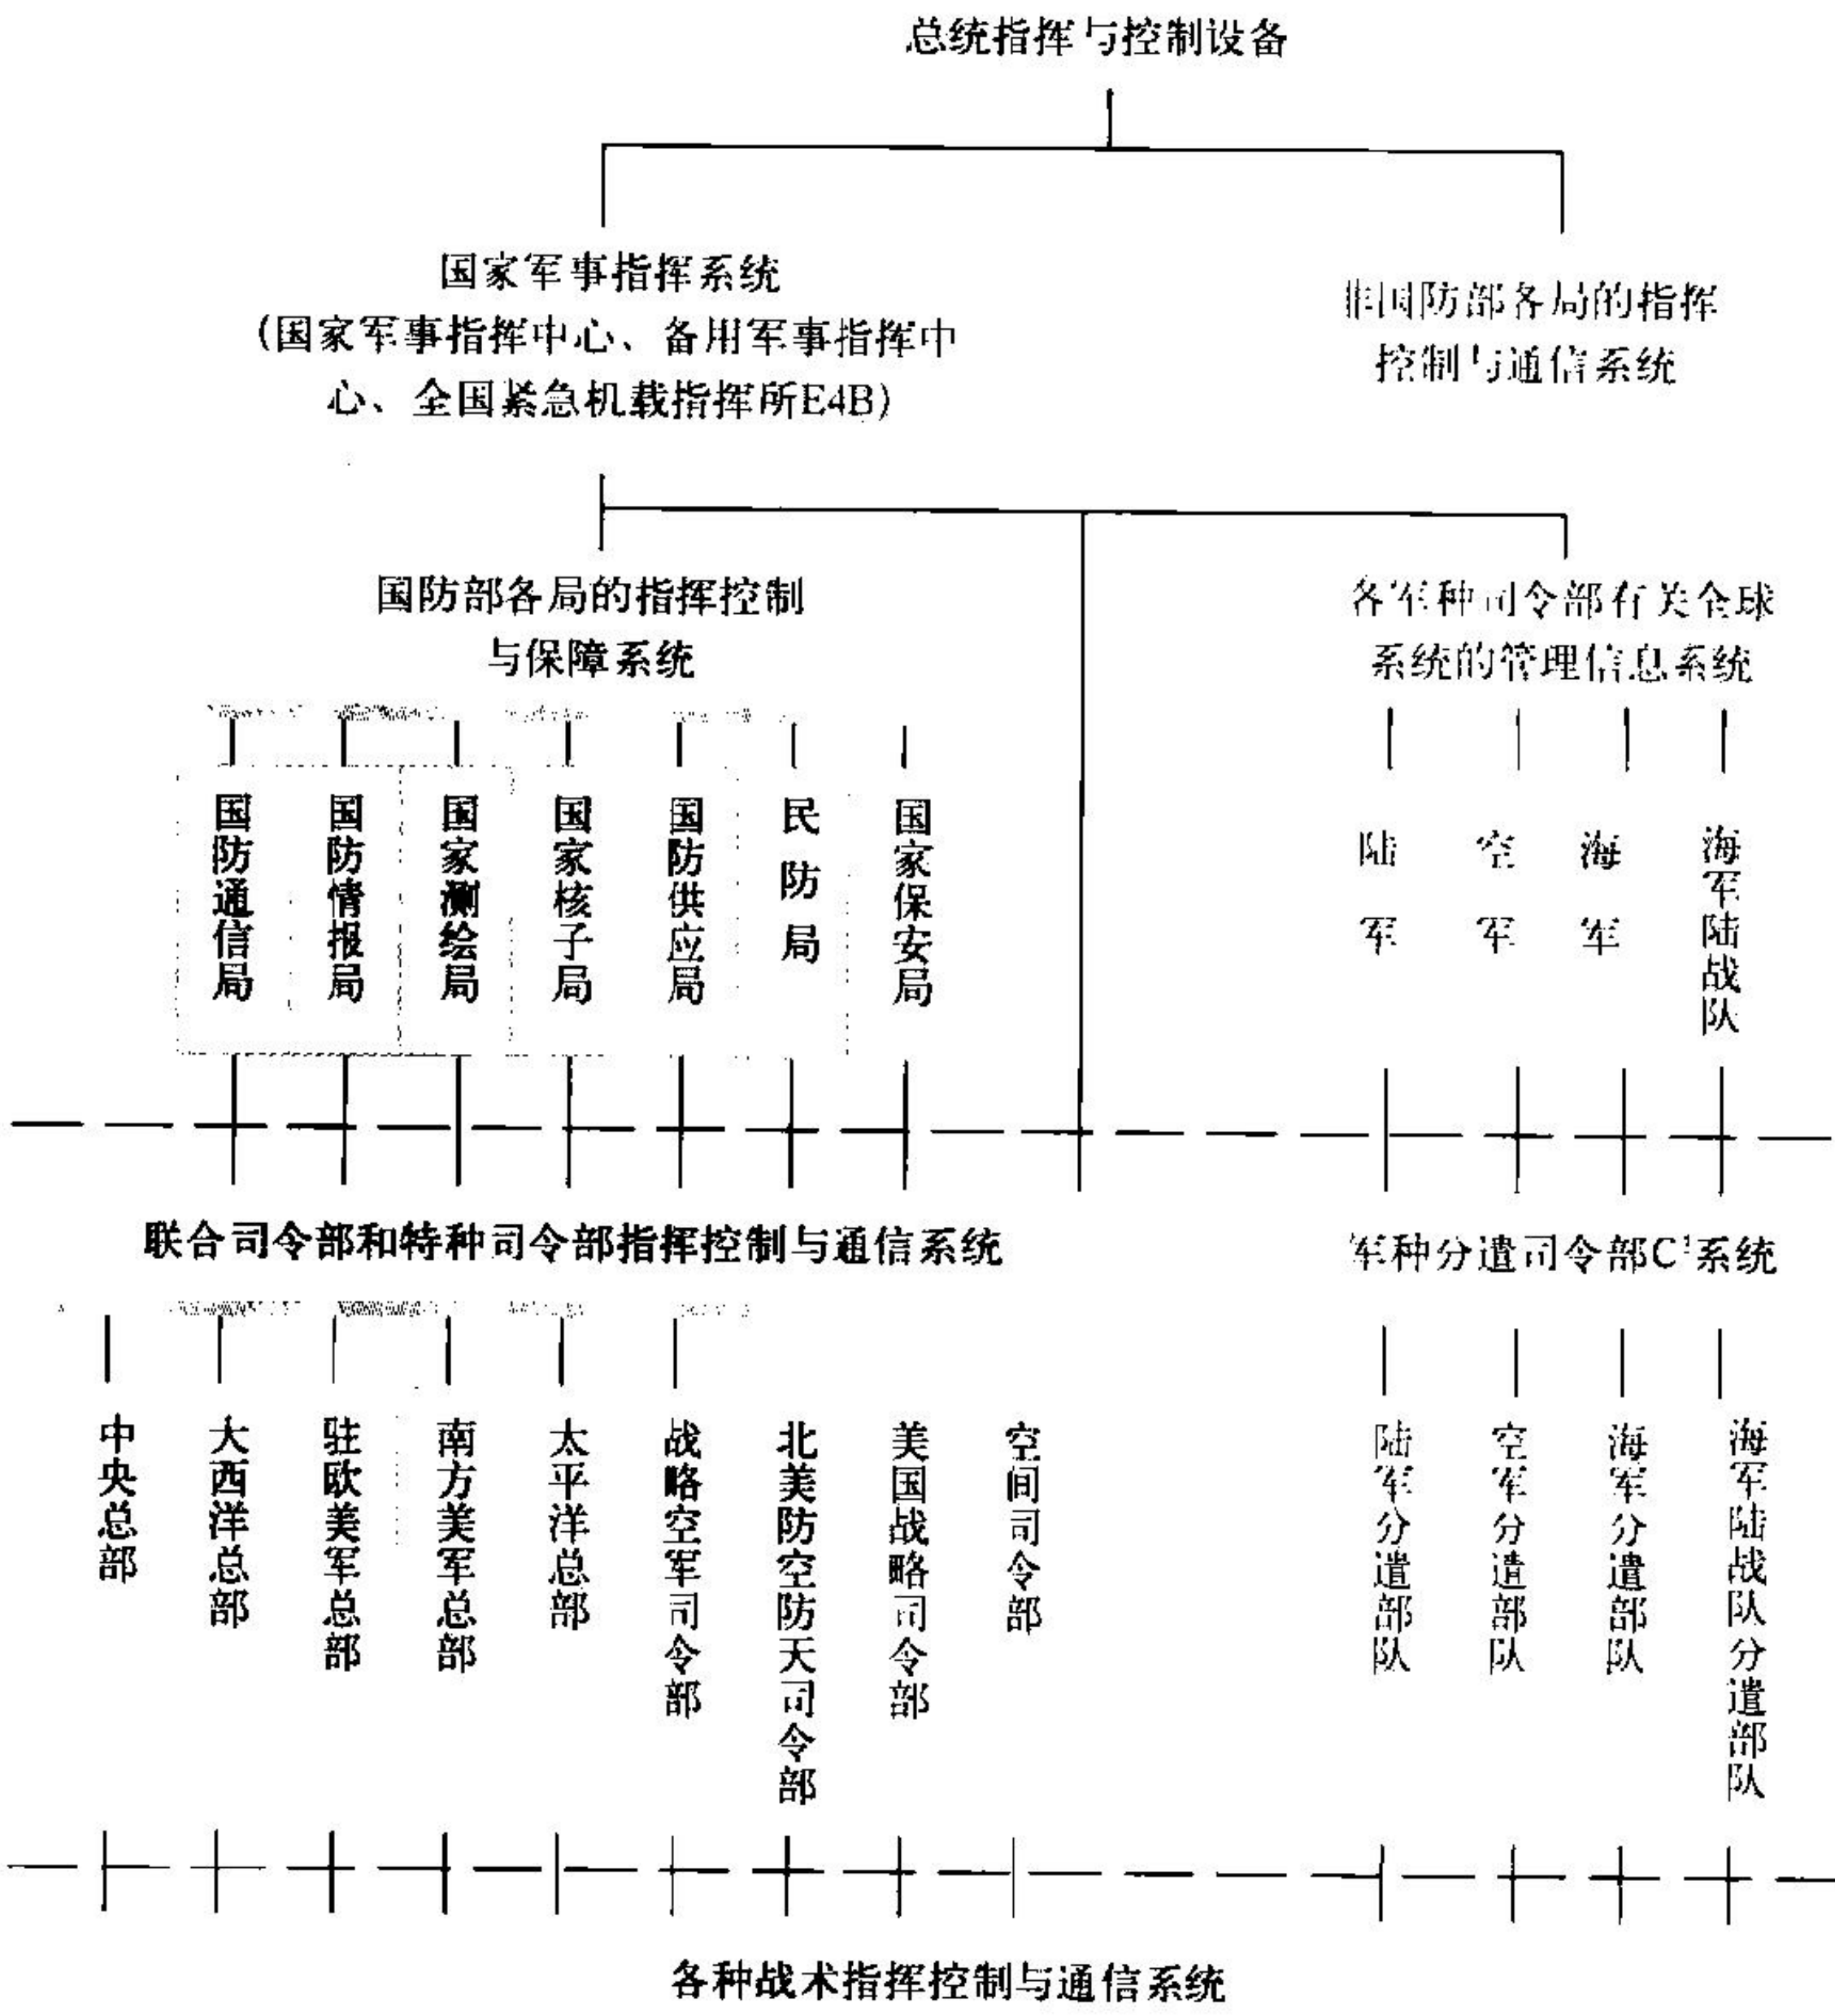 总统指挥与控制设备
国家军事指挥系统
(国家军事指挥中心、备用军事指挥中
心、全国紧急机载指挥所E4B)
非国防部各局的指挥
控制与通信系统
国防部各局的指挥控制
与保障系统
各军种司令部有关全球
系统的管理信息系统
国防通信局
国防情报局
国家测绘局
国家核子局
国防供应局
民防局
国家保安局
陆军
空军
海军
海军陆战队
联合司令部和特种司令部指挥控制与通信系统
军种分遣司令部C³系统
中央总部
大西洋总部
驻欧美军总部
南方美军总部
太平洋总部
战略空军司令部
北美防空防天司令部
美国战略司令部
空间司令部
陆军分遣部队
空军分遣部队
海军分遣部队
海军陆战队分遣部队
各种战术指挥控制与通信系统